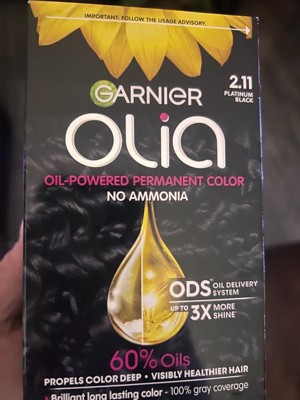 IMPORTANT: FOLLOW THE USAGE ADVISORY.
GARNIER
2.11
PLATINUM
BLACK
OLIA
OIL-POWERED PERMANENT COLOR
NO AMMONIA
ODS™ OIL DELIVERY
SYSTEM
UP TO 3X MORE
SHINE*
60% Oils
PROPELS COLOR DEEP • VISIBLY HEALTHIER HAIR
• Brilliant long lasting color - 100% gray coverage